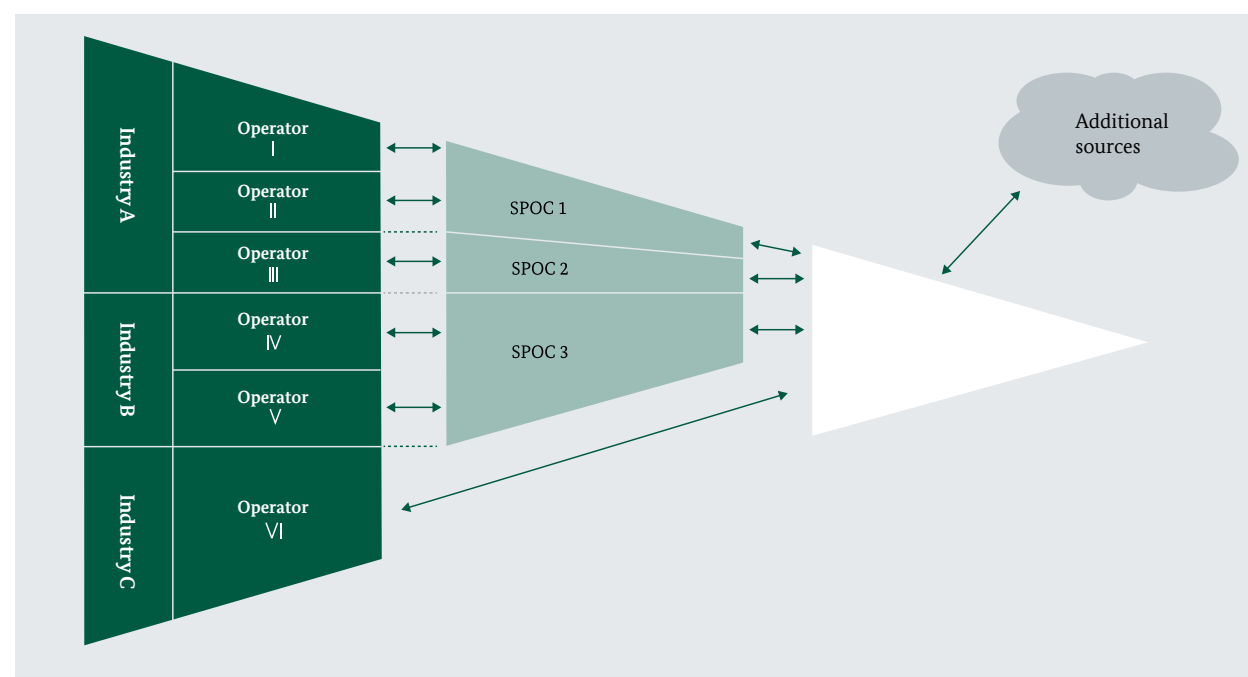 Industry A
Operator
I
Operator
II
Operator
III
Industry B
Operator
IV
Operator
V
Industry C
Operator
VI
SPOC 1
SPOC 2
SPOC 3
Additional
sources